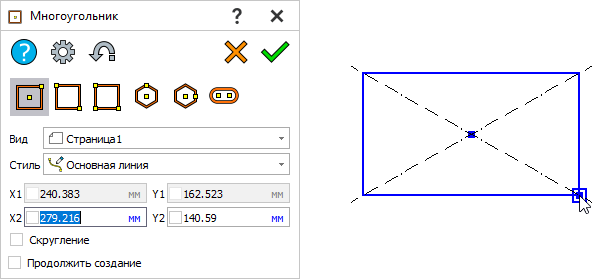 Многоугольник ? ✕
?
Вид Страница1
Стиль Основная линия
X1 240.383 мм Y1 162.523 мм
X2 279.216 мм Y2 140.59 мм
Скругление
Продолжить создание